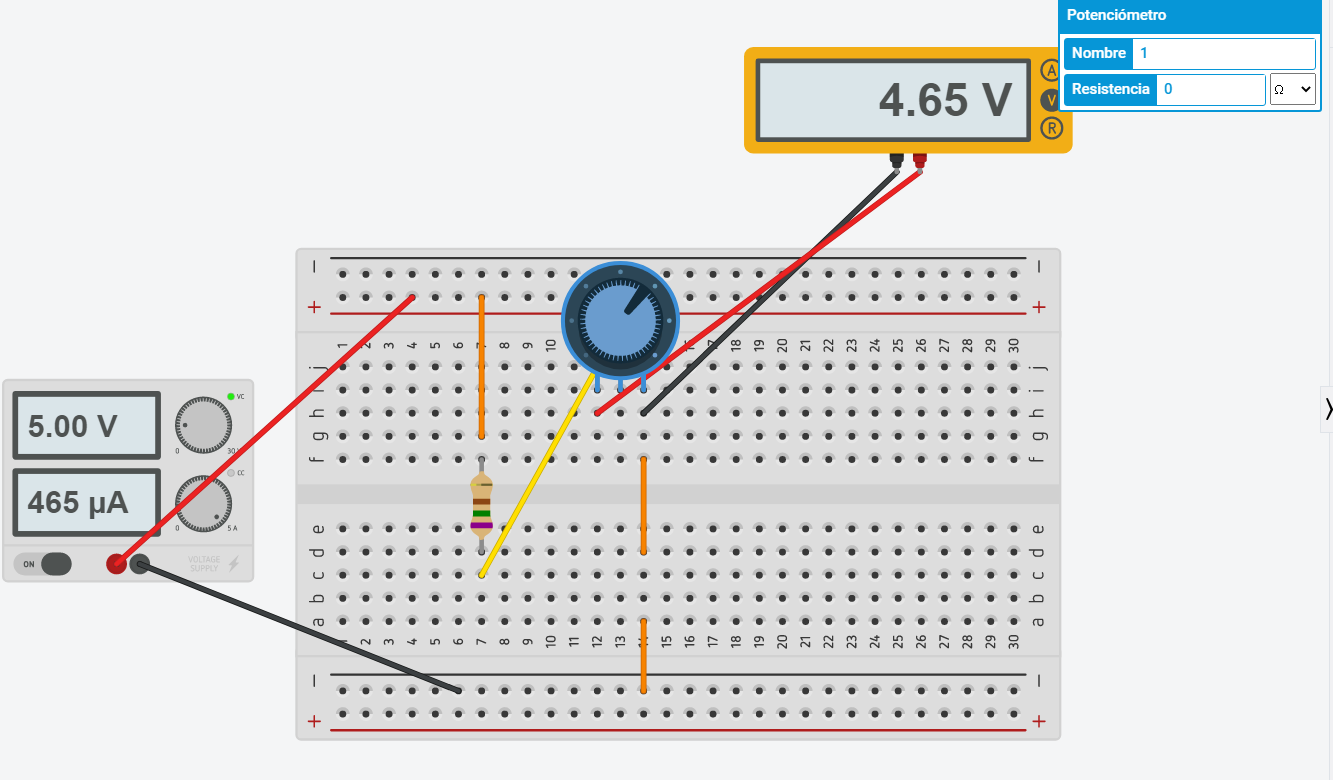 Potenciómetro
Nombre 1
Resistencia 0 Ω
4.65 V
A
V
R
5.00 V
VC
0 30
465 µA
CC
0 5 A
ON
VOLTAGE
SUPPLY
1 2 3 4 5 6 7 8 9 10 17 18 19 20 21 22 23 24 25 26 27 28 29 30
j j
i i
h h
g g
f f
e e
d d
c c
b b
a a
1 2 3 4 5 6 7 8 9 10 11 12 13 14 15 16 17 18 19 20 21 22 23 24 25 26 27 28 29 30